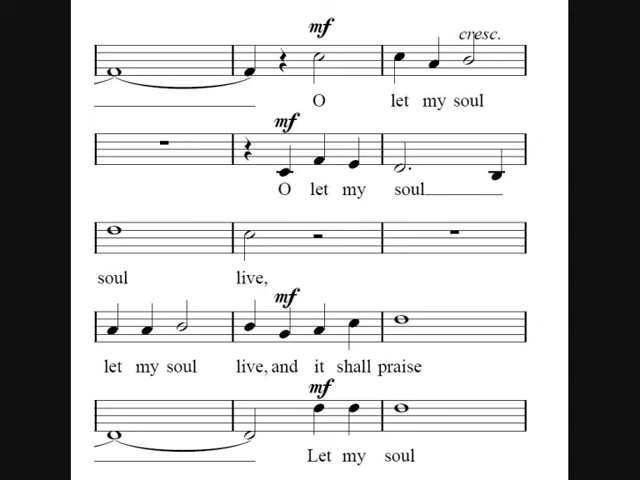 mf
cresc.
O let my soul
mf
O let my soul
soul live,
mf
let my soul live, and it shall praise
mf
Let my soul